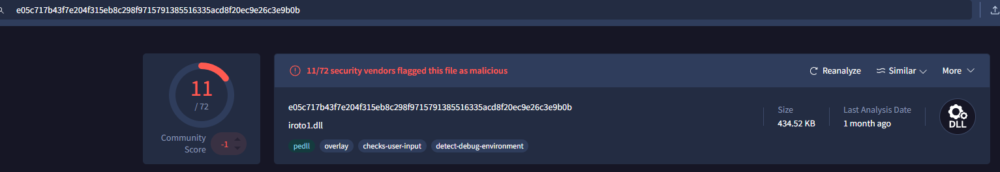 e05c717b43f7e204f315eb8c298f9715791385516335acd8f20ec9e26c3e9b0b
11
/ 72
Community Score
-1
11/72 security vendors flagged this file as malicious
Reanalyze
Similar
More
e05c717b43f7e204f315eb8c298f9715791385516335acd8f20ec9e26c3e9b0b
iroto1.dll
pedll
overlay
checks-user-input
detect-debug-environment
Size
434.52 KB
Last Analysis Date
1 month ago
DLL